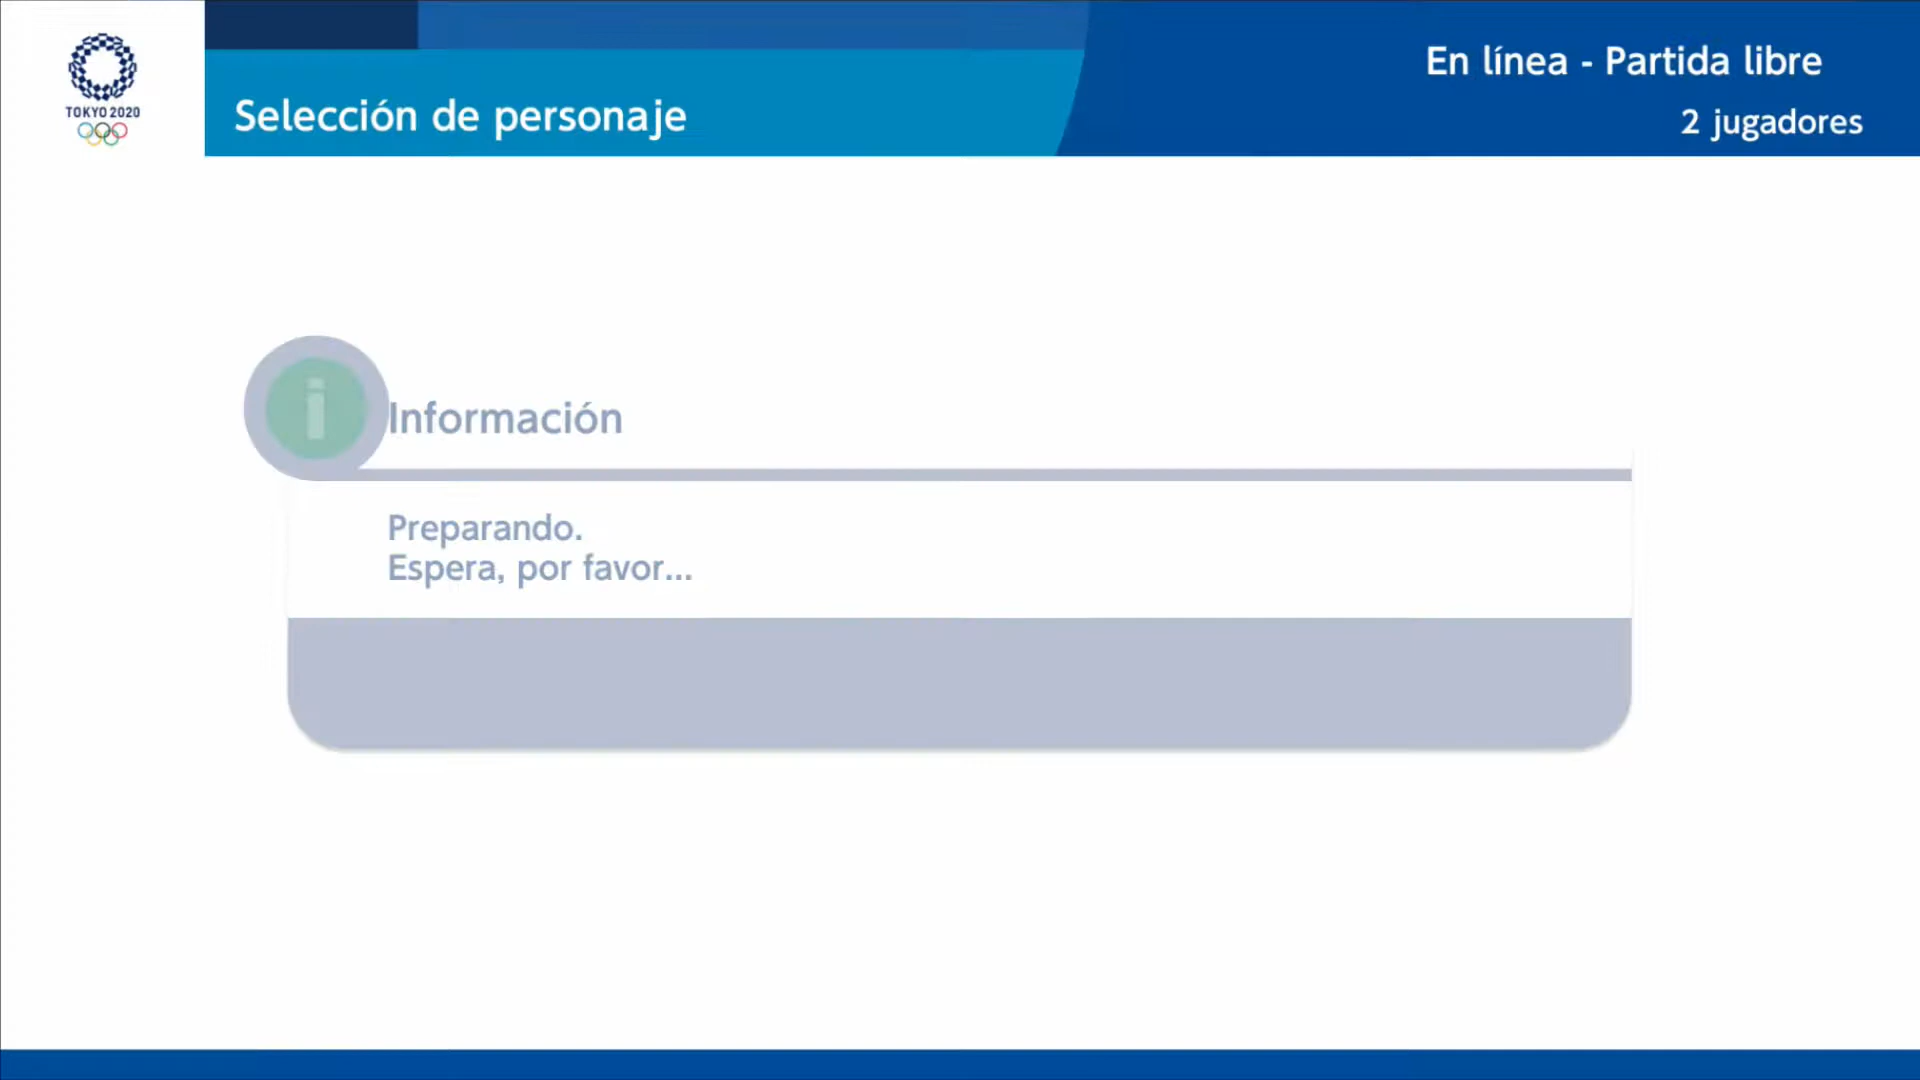 TOKYO 2020
Selección de personaje
En línea - Partida libre
2 jugadores
Información
Preparando.
Espera, por favor...